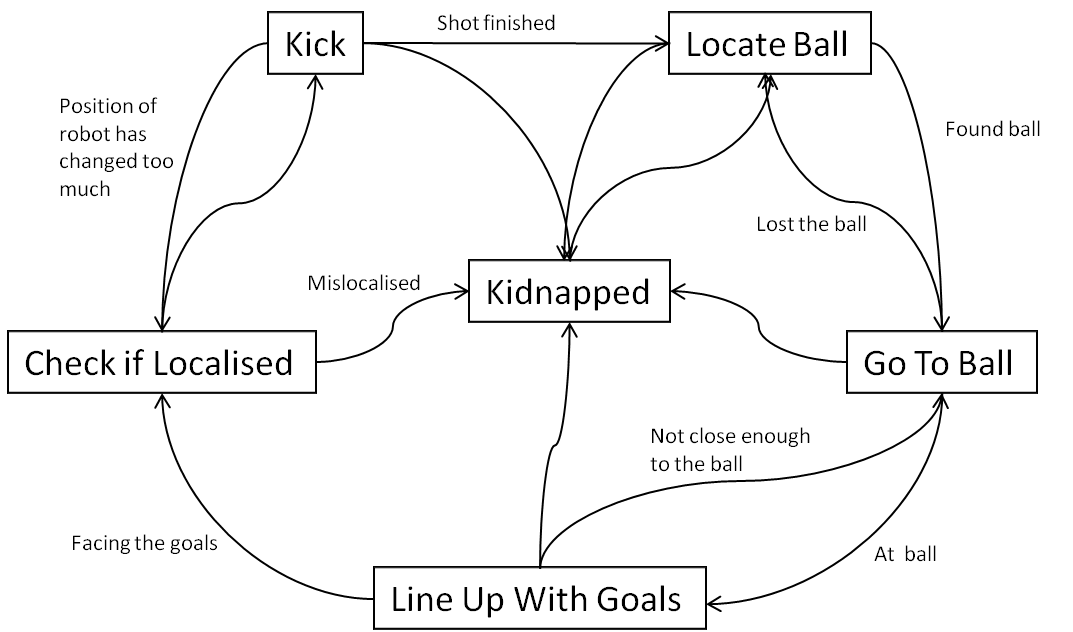 Shot finished
Kick
Locate Ball
Position of
robot has
changed too
much
Found ball
Lost the ball
Mislocalised
Kidnapped
Check if Localised
Go To Ball
Not close enough
to the ball
Facing the goals
At ball
Line Up With Goals